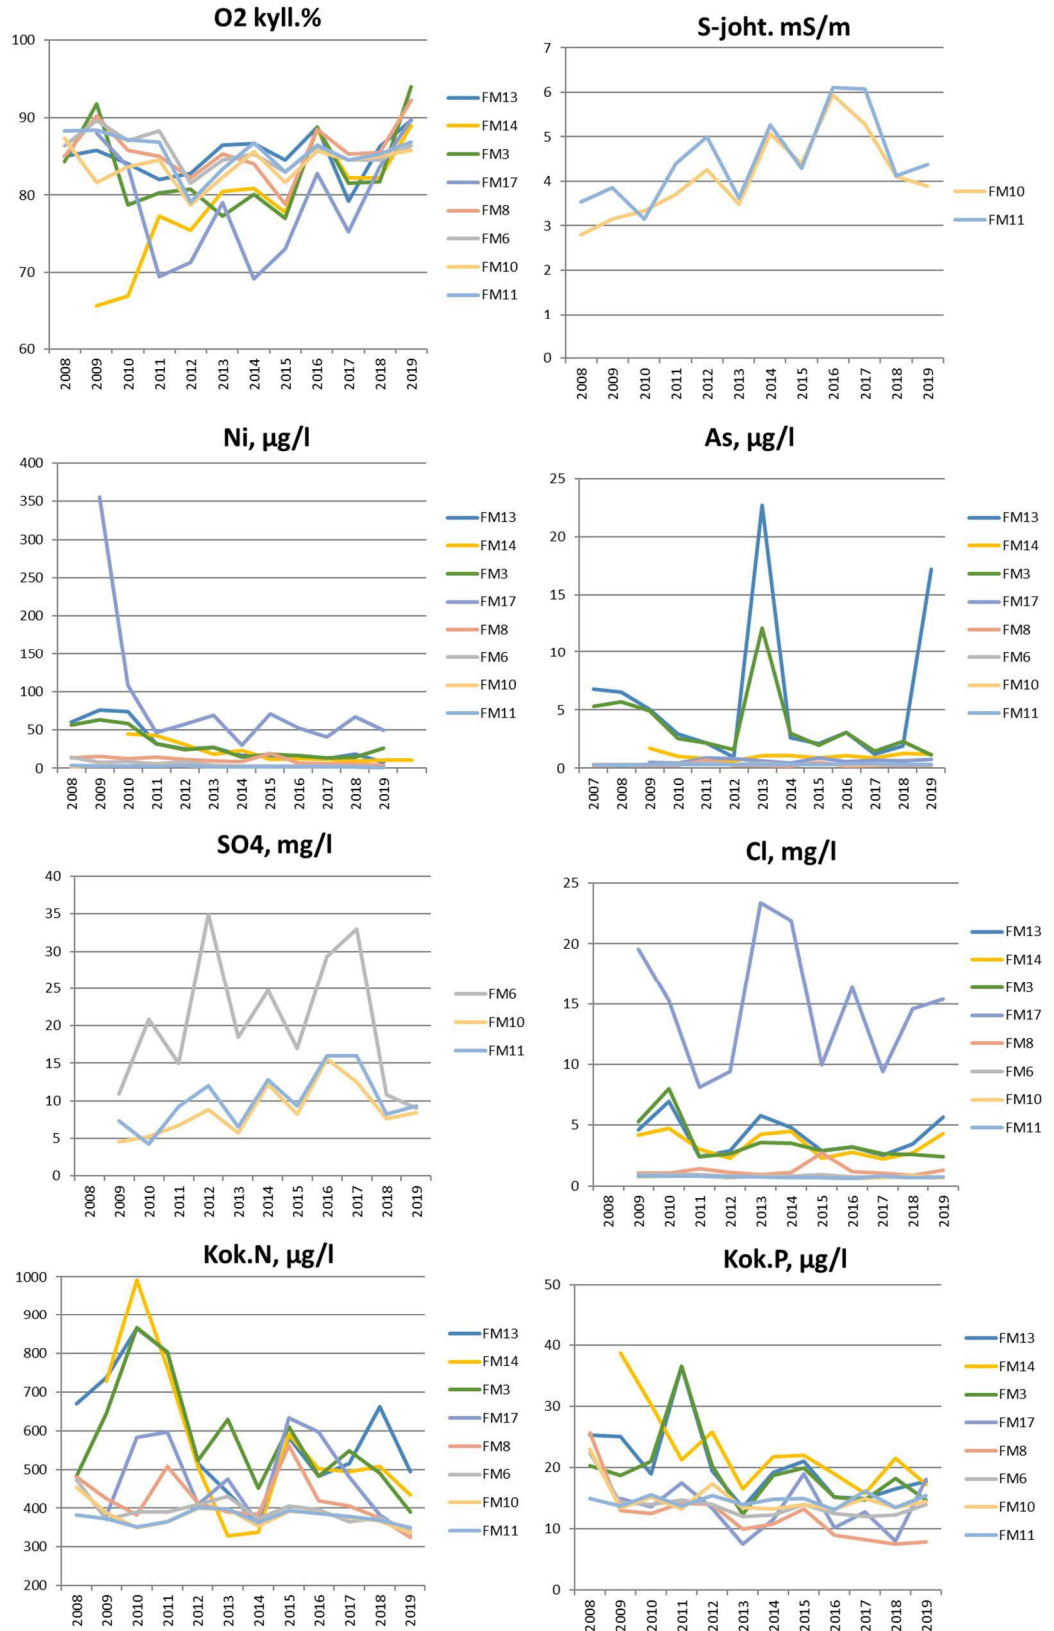 O2 kyll.%
100
90
80
70
60
2008
2009
2010
2011
2012
2013
2014
2015
2016
2017
2018
2019
FM13
FM14
FM3
FM17
FM8
FM6
FM10
FM11
S-joht. mS/m
7
6
5
4
3
2
1
0
2008
2009
2010
2011
2012
2013
2014
2015
2016
2017
2018
2019
FM10
FM11
Ni, µg/l
400
350
300
250
200
150
100
50
0
2008
2009
2010
2011
2012
2013
2014
2015
2016
2017
2018
2019
FM13
FM14
FM3
FM17
FM8
FM6
FM10
FM11
As, µg/l
25
20
15
10
5
0
2007
2008
2009
2010
2011
2012
2013
2014
2015
2016
2017
2018
2019
FM13
FM14
FM3
FM17
FM8
FM6
FM10
FM11
SO4, mg/l
40
35
30
25
20
15
10
5
0
2008
2009
2010
2011
2012
2013
2014
2015
2016
2017
2018
2019
FM6
FM10
FM11
Cl, mg/l
25
20
15
10
5
0
2008
2009
2010
2011
2012
2013
2014
2015
2016
2017
2018
2019
FM13
FM14
FM3
FM17
FM8
FM6
FM10
FM11
Kok.N, µg/l
1000
900
800
700
600
500
400
300
200
2008
2009
2010
2011
2012
2013
2014
2015
2016
2017
2018
2019
FM13
FM14
FM3
FM17
FM8
FM6
FM10
FM11
Kok.P, µg/l
50
40
30
20
10
0
2008
2009
2010
2011
2012
2013
2014
2015
2016
2017
2018
2019
FM13
FM14
FM3
FM17
FM8
FM6
FM10
FM11